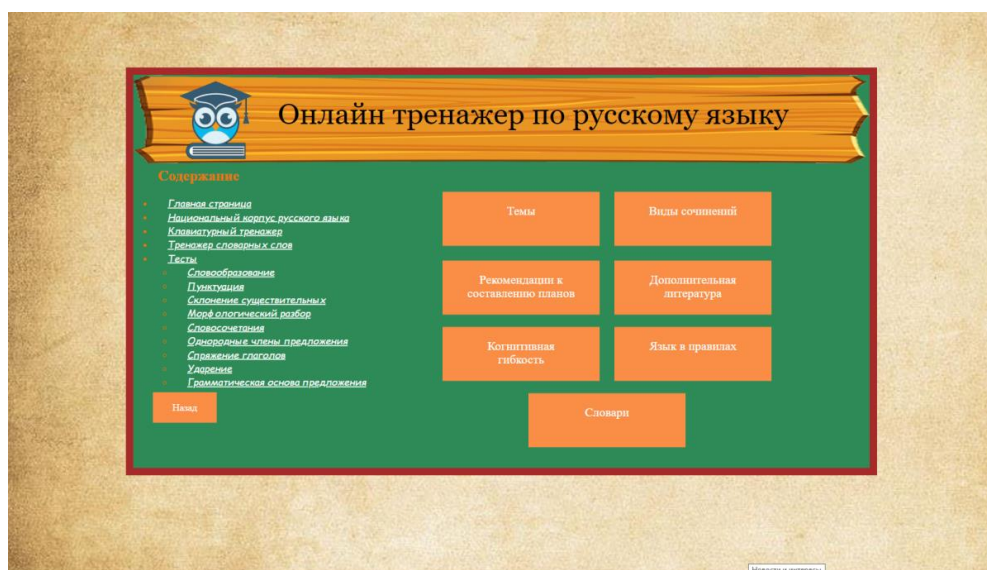 Онлайн тренажер по русскому языку
Содержание
Главная страница
Национальный корпус русского языка
Клавиатурный тренажер
Тренажер словарных слов
Тесты
Словообразование
Пунктуация
Склонение существительных
Морфологический разбор
Словосочетания
Однородные члены предложения
Спряжение глаголов
Ударение
Грамматическая основа предложения
Назад
Темы
Виды сочинений
Рекомендации к
составлению планов
Дополнительная
литература
Когнитивная
гибкость
Язык в правилах
Словари